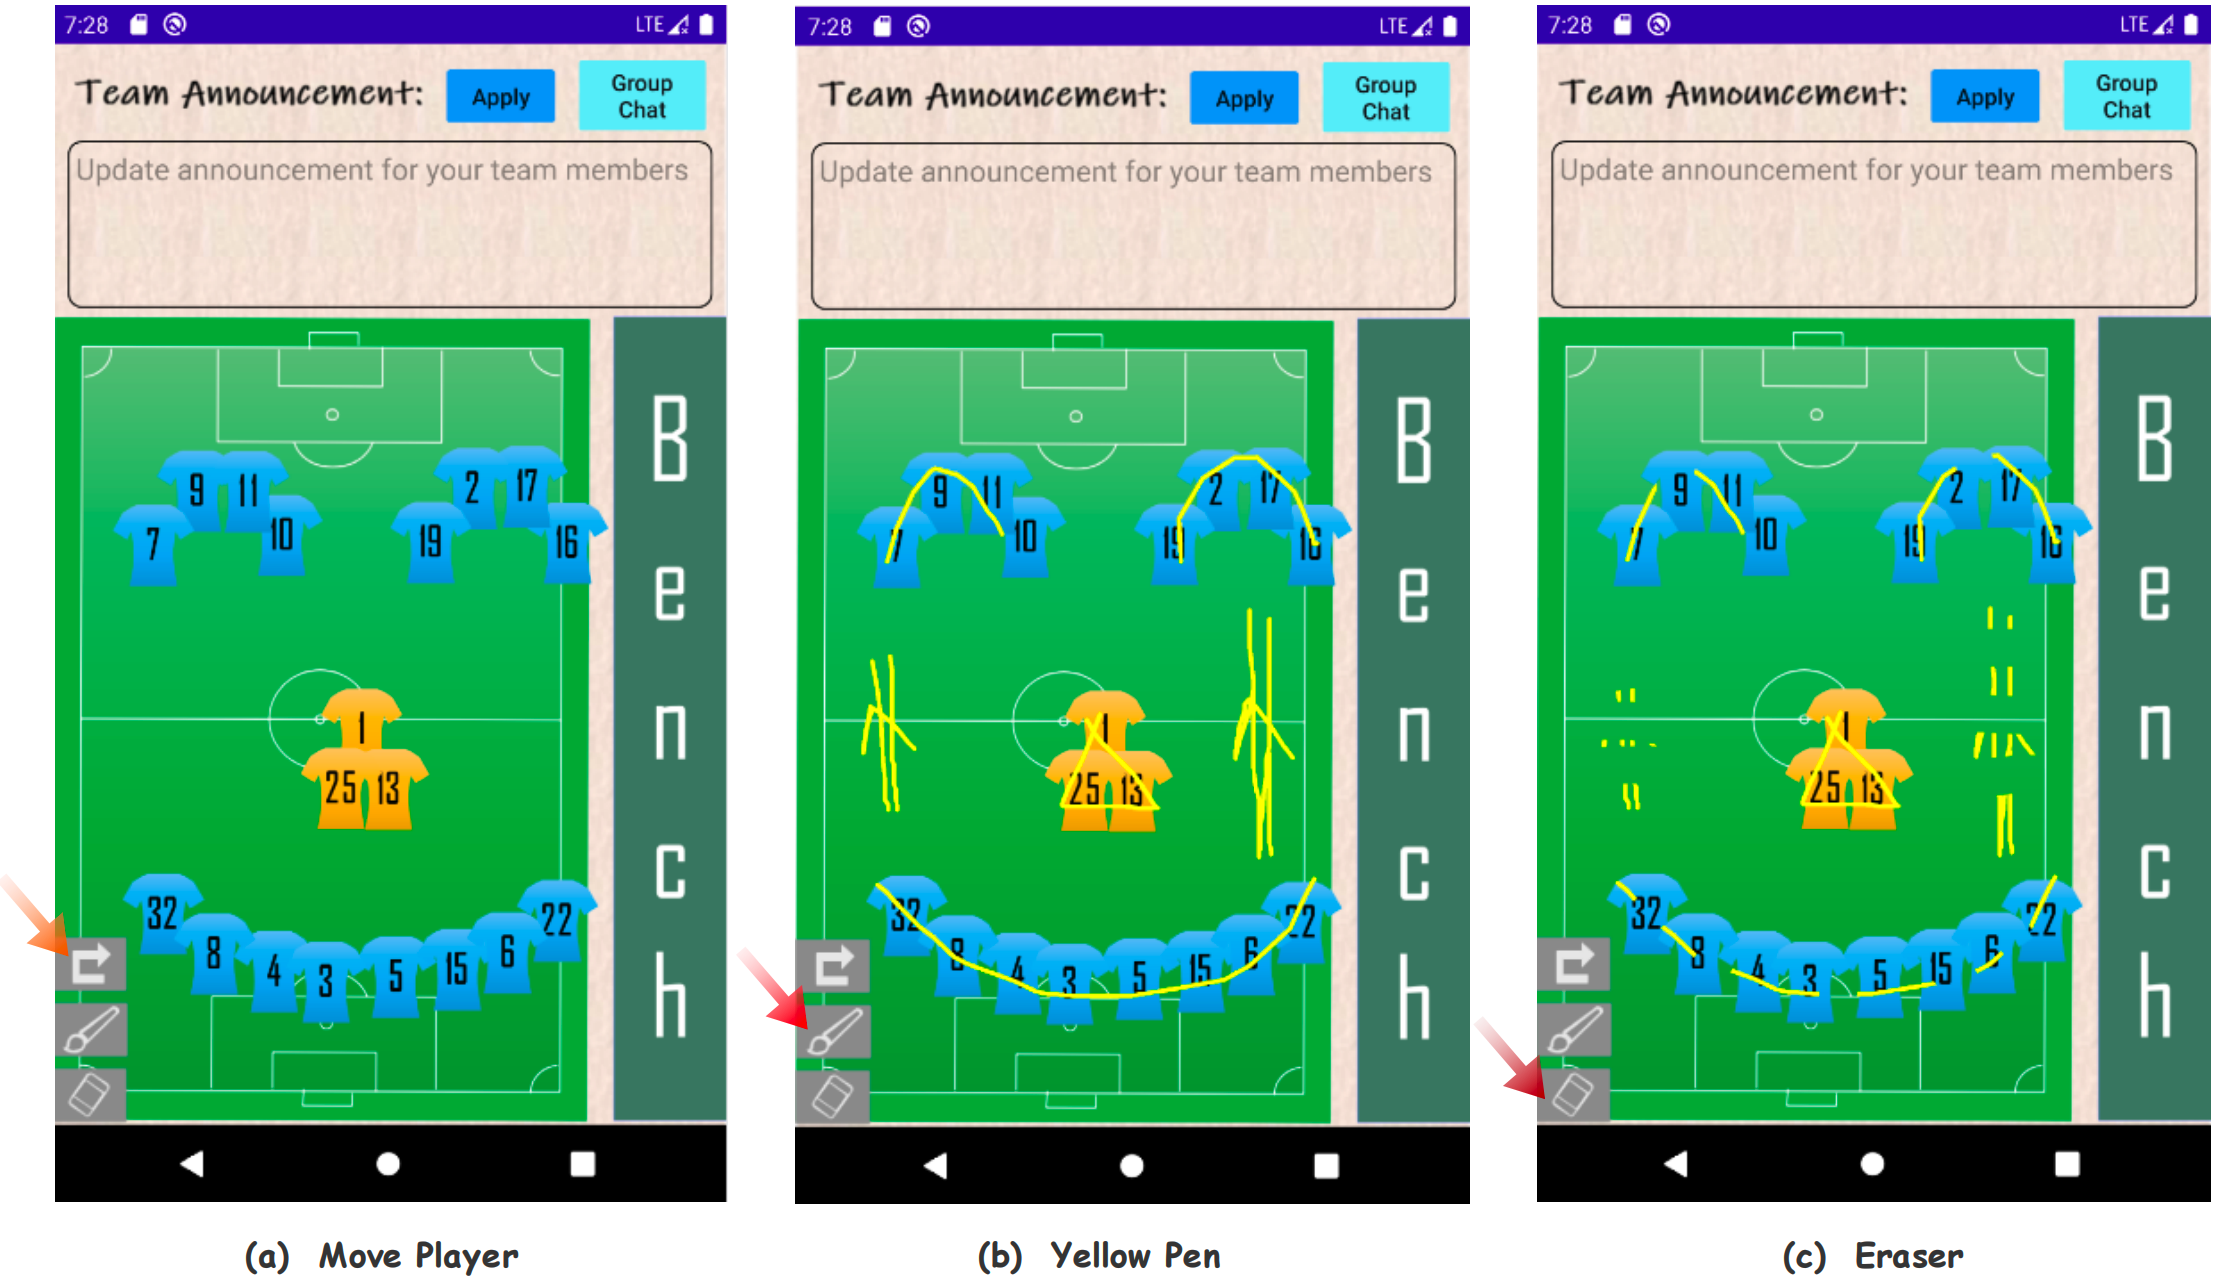 7:28 LTE
Team Announcement: Apply Group Chat
Update announcement for your team members
9 11 2 17
7 10 19 16
1
25 13
32 22
8 4 3 5 15 6
Bench
(a) Move Player
7:28 LTE
Team Announcement: Apply Group Chat
Update announcement for your team members
9 11 2 17
7 10 19 16
1
25 13
32 22
8 4 3 5 15 6
Bench
(b) Yellow Pen
7:28 LTE
Team Announcement: Apply Group Chat
Update announcement for your team members
9 11 2 17
7 10 19 16
1
25 13
32 22
8 4 3 5 15 6
Bench
(c) Eraser